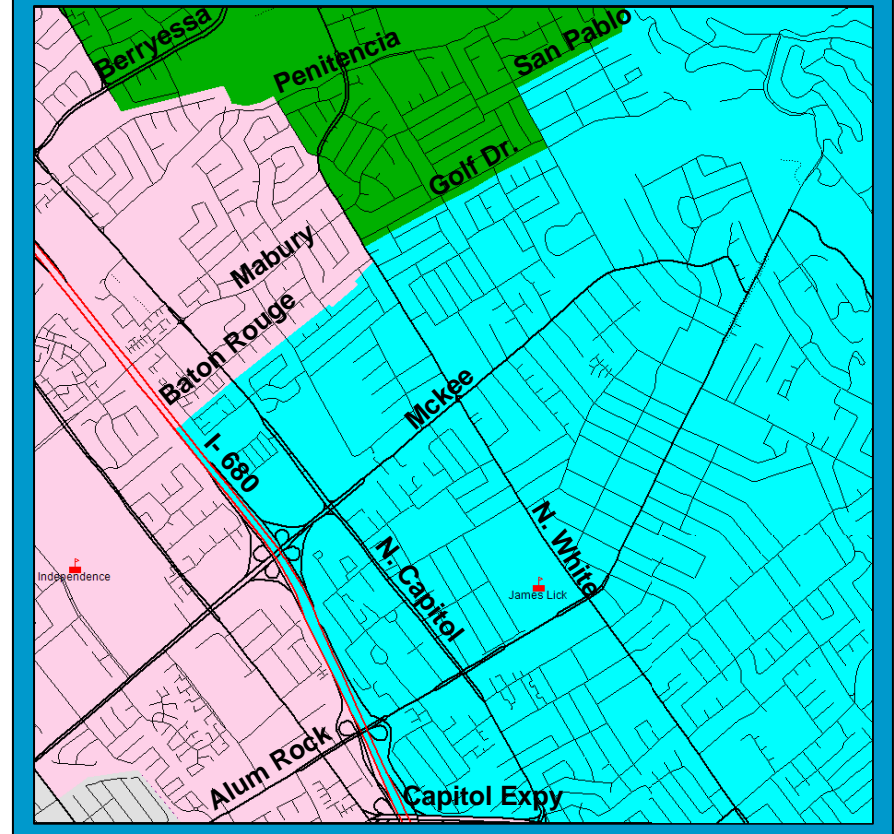 Berryessa
Penitencia
San Pablo
Golf Dr.
Mabury
Baton Rouge
Mckee
I- 680
N. White
N. Capitol
Independence
James Lick
Alum Rock
Capitol Expy